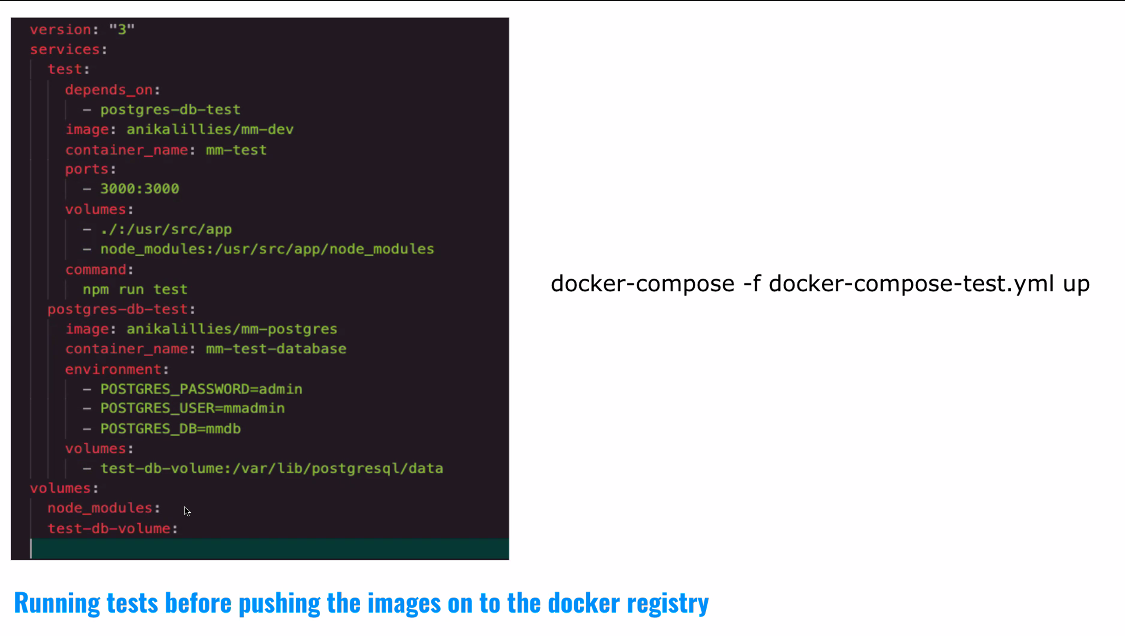 version: "3"
services:
  test:
    depends_on:
      - postgres-db-test
    image: anikalillies/mm-dev
    container_name: mm-test
    ports:
      - 3000:3000
    volumes:
      - ./:/usr/src/app
      - node_modules:/usr/src/app/node_modules
    command:
      npm run test
  postgres-db-test:
    image: anikalillies/mm-postgres
    container_name: mm-test-database
    environment:
      - POSTGRES_PASSWORD=admin
      - POSTGRES_USER=mmadmin
      - POSTGRES_DB=mmdb
    volumes:
      - test-db-volume:/var/lib/postgresql/data
volumes:
  node_modules:
  test-db-volume:
docker-compose -f docker-compose-test.yml up
Running tests before pushing the images on to the docker registry